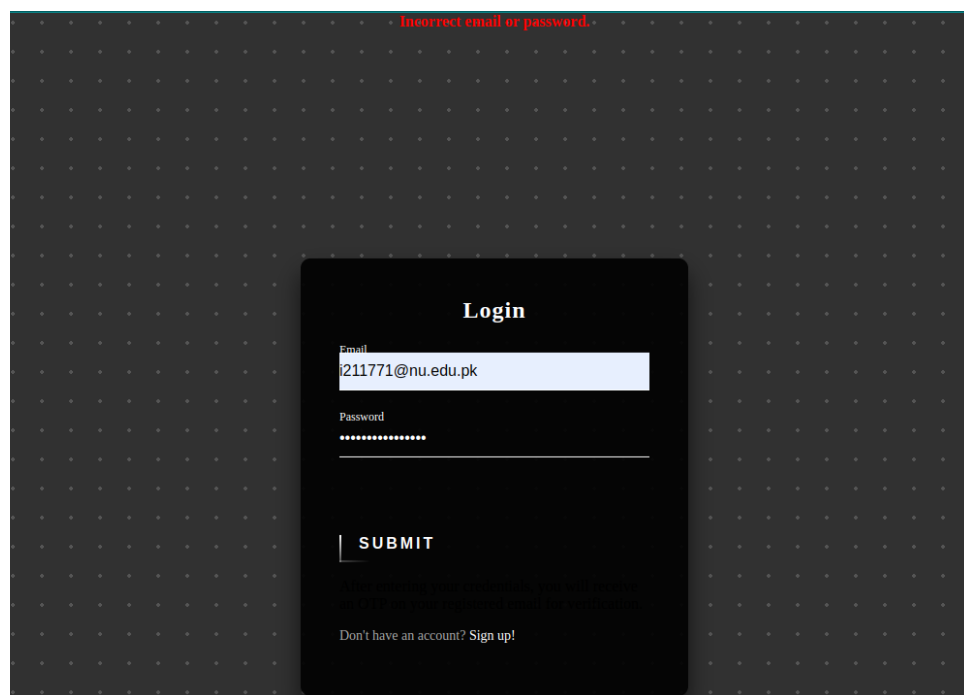 Incorrect email or password.
Login
Email
i211771@nu.edu.pk
Password
••••••••••••••••
SUBMIT
After entering your credentials, you will receive
an OTP on your registered email for verification.
Don't have an account? Sign up!